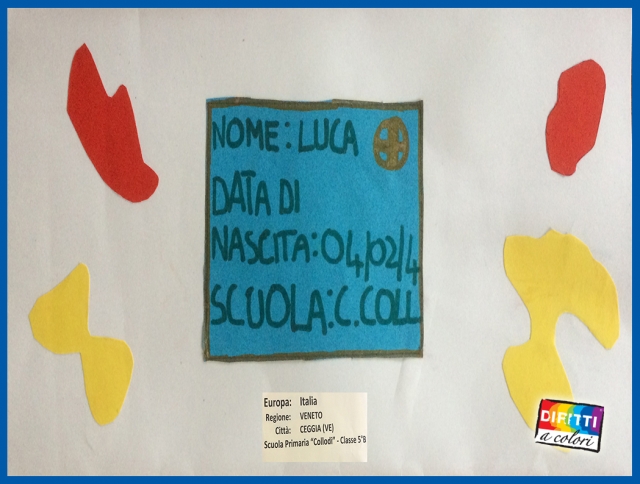 NOME: LUCA
DATA DI
NASCITA: 04/02/4
SCUOLA: C. COLL
Europa: Italia
Regione: VENETO
Città: CEGGIA (VE)
Scuola Primaria "Collodi" - Classe 5°B
DIRITTI
a colori